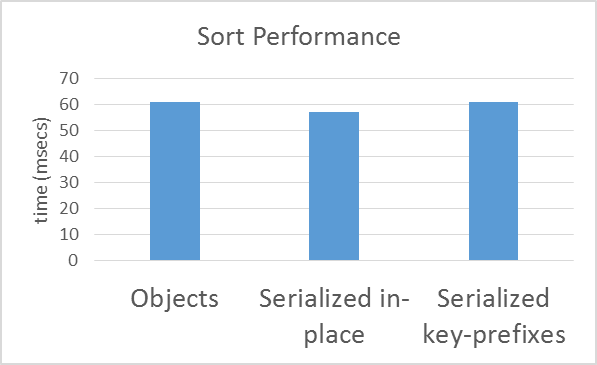 Sort Performance
time (msecs)
70
60
50
40
30
20
10
0
Objects
Serialized in-
place
Serialized
key-prefixes